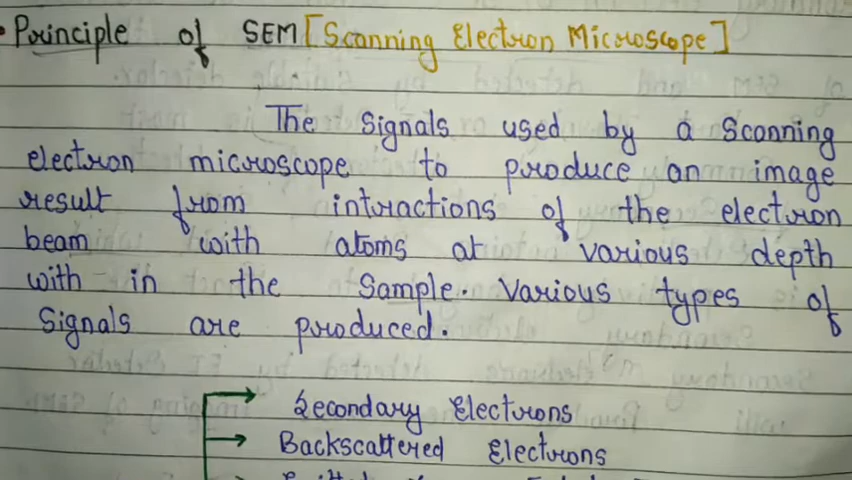 • Principle of SEM [Scanning Electron Microscope]
The Signals used by a Scanning
electron microscope to produce an image
result from intractions of the electron
beam with atoms at various depth
with in the Sample. Various types of
Signals are produced.
Secondary Electrons
Backscattered Electrons